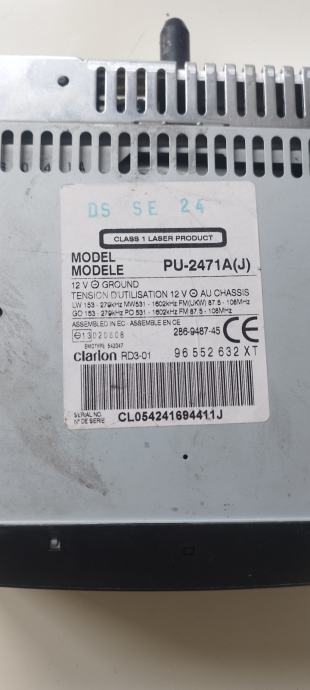 DS SE 24
CLASS 1 LASER PRODUCT
MODEL
MODELE PU-2471A(J)
12 V ⊖ GROUND
TENSION D'UTILISATION 12 V ⊖ AU CHASSIS
LW 153 - 279kHz MW531 - 1602kHz FM(UKW) 87.5 - 108MHz
GO 153 - 279kHz PO 531 - 1602kHz FM 87.5 - 108MHz
ASSEMBLED IN EC - ASSEMBLE EN CE 286-9487-45 CE
13020606
clarion RD3-01 96 552 632 XT
SERIAL NO.
N° DE SERIE CL054241694411J